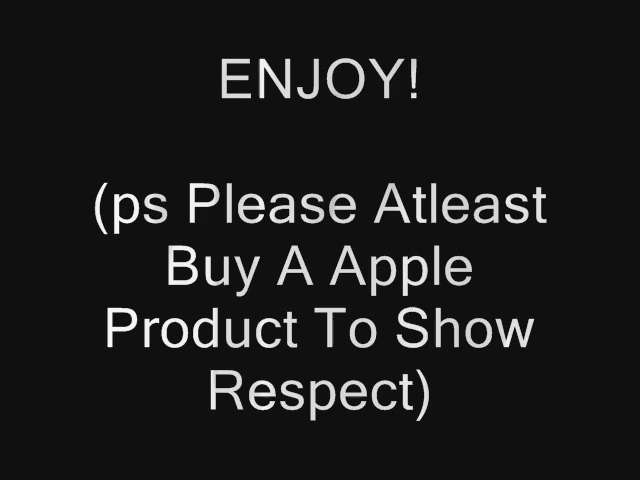 ENJOY!
(ps Please Atleast
Buy A Apple
Product To Show
Respect)